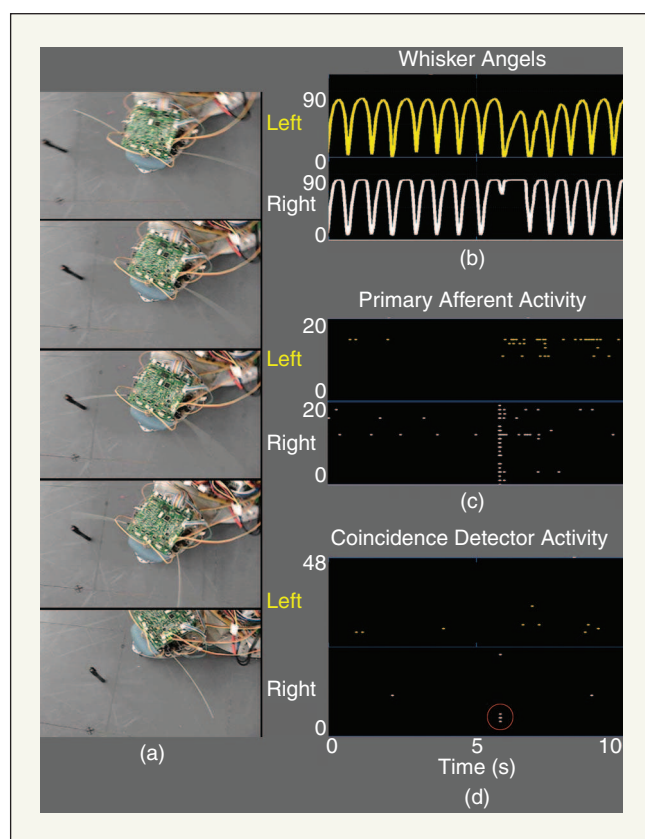 Whisker Angels
90
Left
0
90
Right
0
(b)
Primary Afferent Activity
20
Left
0
20
Right
0
(c)
Coincidence Detector Activity
48
Left
Right
0
0 5 10
Time (s)
(a)
(d)